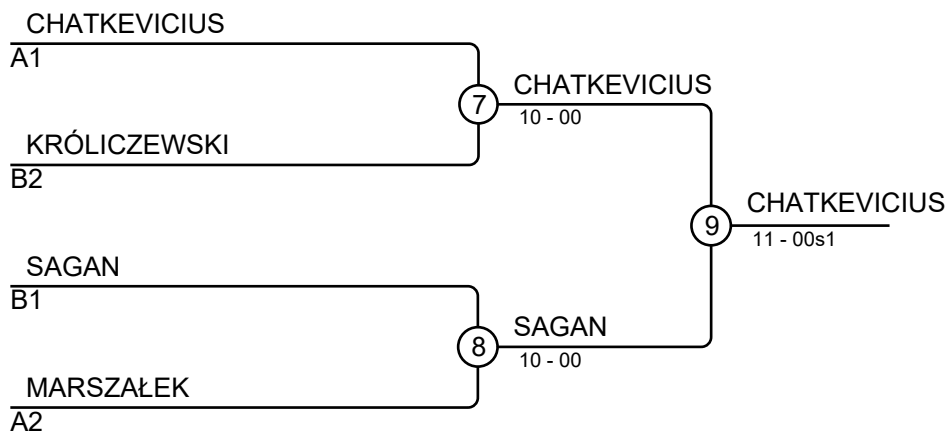 CHATKEVICIUS
A1
7
CHATKEVICIUS
10 - 00
KRÓLICZEWSKI
B2
9
CHATKEVICIUS
11 - 00s1
SAGAN
B1
8
SAGAN
10 - 00
MARSZAŁEK
A2